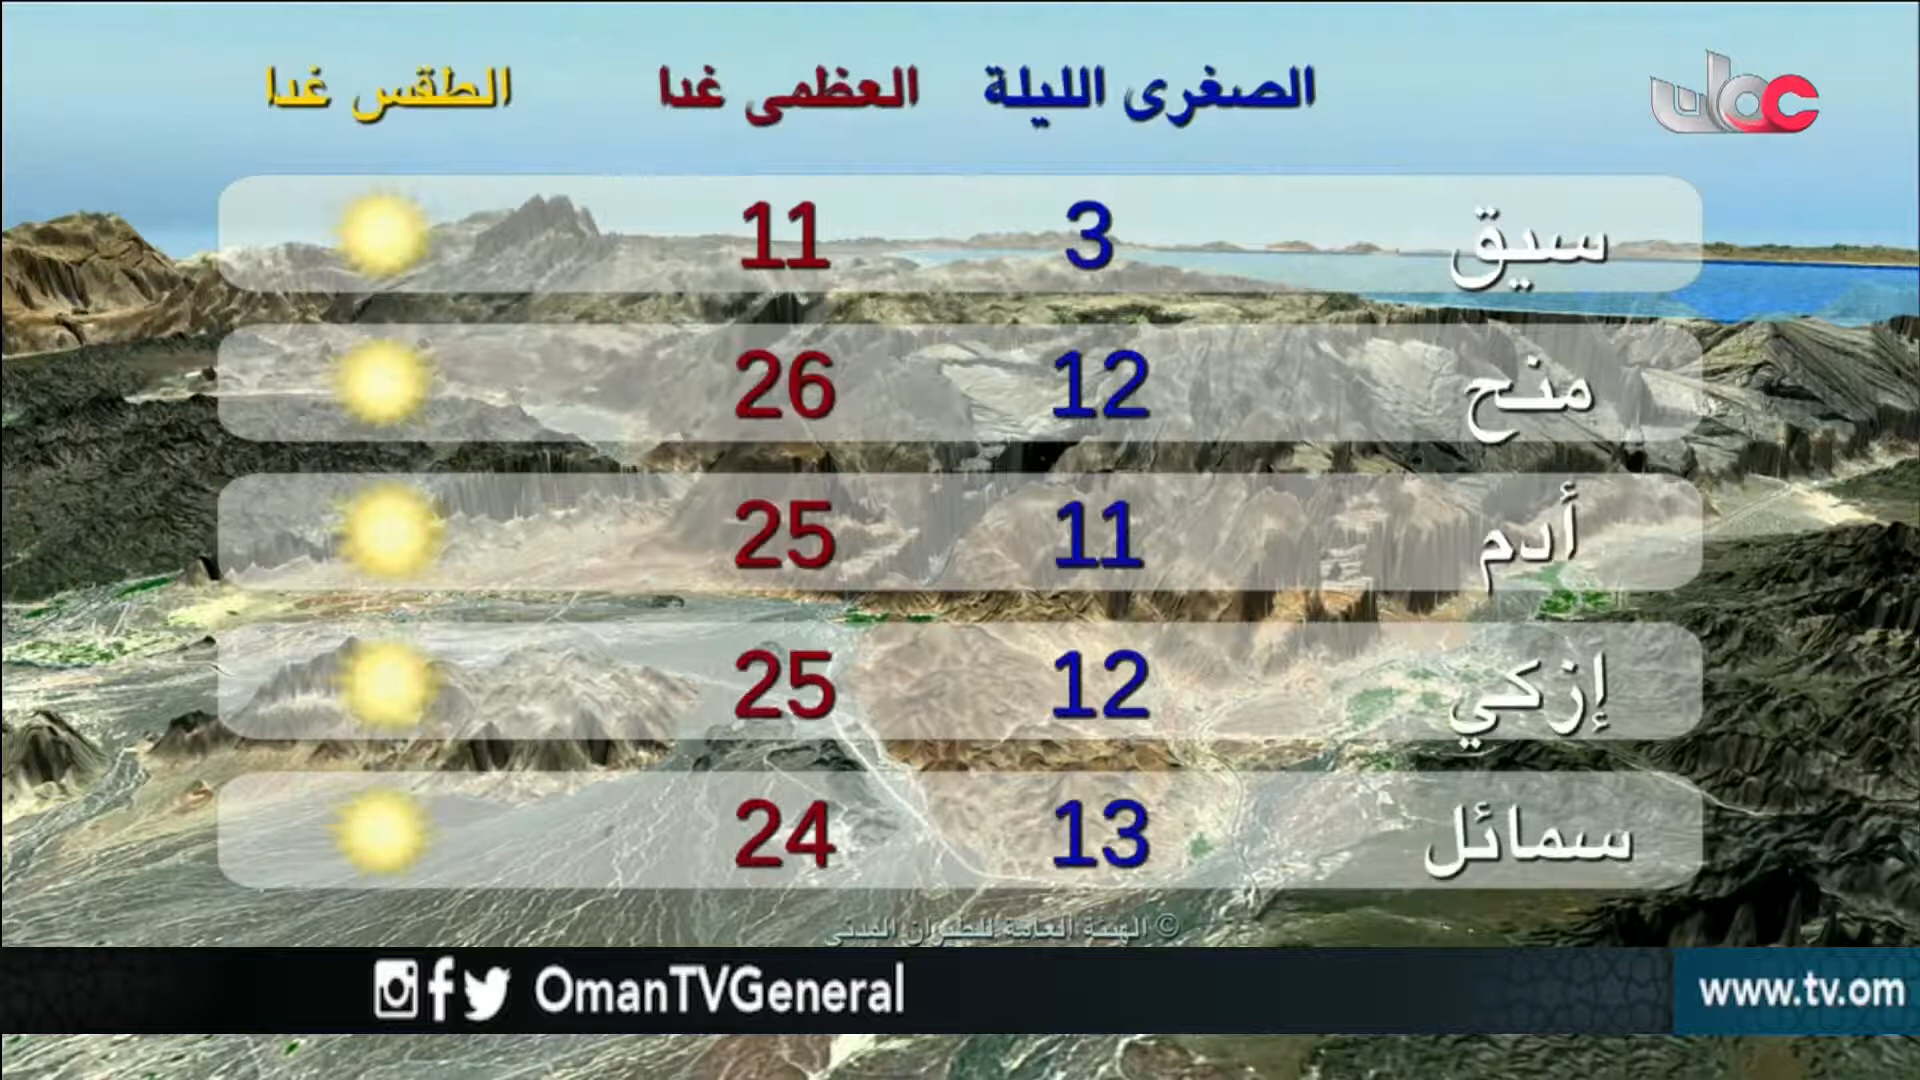 الصغرى الليلة العظمى غدا الطقس غدا
عمان
سيق 3 11
منح 12 26
أدم 11 25
إزكي 12 25
سمائل 13 24
© الهيئة العامة للطيران المدني
OmanTVGeneral www.tv.om